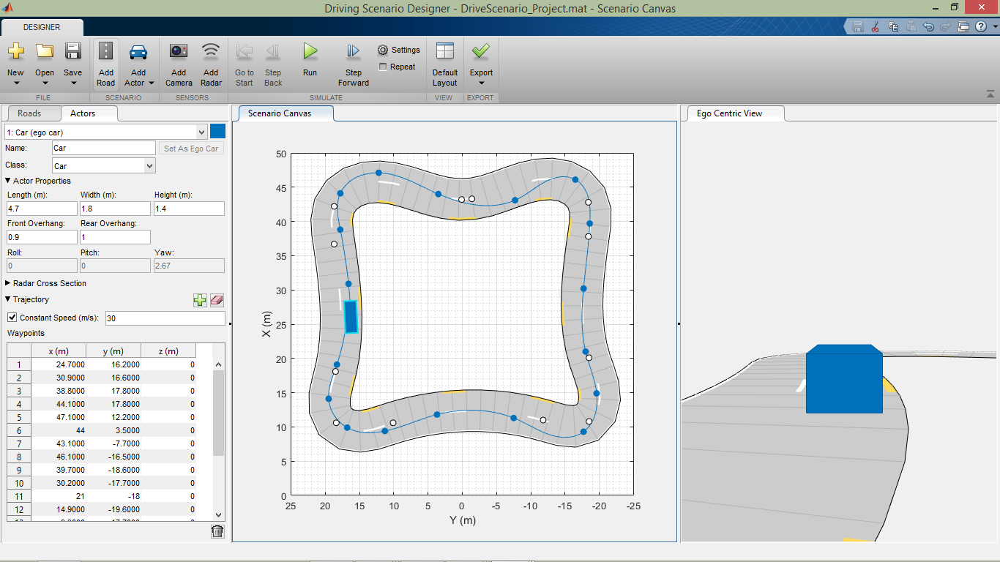 Driving Scenario Designer - DriveScenario_Project.mat - Scenario Canvas
DESIGNER
New
Open
Save
Add Road
Add Actor
Add Camera
Add Radar
Go to Start
Step Back
Run
Step Forward
Settings
Repeat
Default Layout
Export
FILE
SCENARIO
SENSORS
SIMULATE
VIEW
EXPORT
Roads
Actors
1: Car (ego car)
Name:
Car
Set As Ego Car
Class:
Car
Actor Properties
Length (m):
Width (m):
Height (m):
4.7
1.8
1.4
Front Overhang:
Rear Overhang:
0.9
1
Roll:
Pitch:
Yaw:
0
0
2.67
Radar Cross Section
Trajectory
Constant Speed (m/s):
30
Waypoints
x (m) y (m) z (m)
1 24.7000 16.2000 0
2 30.9000 16.6000 0
3 38.8000 17.8000 0
4 44.1000 17.8000 0
5 47.1000 12.2000 0
6 44 3.5000 0
7 43.1000 -7.7000 0
8 46.1000 -16.5000 0
9 39.7000 -18.6000 0
10 30.2000 -17.7000 0
11 21 -18 0
12 14.9000 -19.6000 0
Scenario Canvas
50
45
40
35
30
25
20
15
10
5
0
X (m)
25 20 15 10 5 0 -5 -10 -15 -20 -25
Y (m)
Ego Centric View